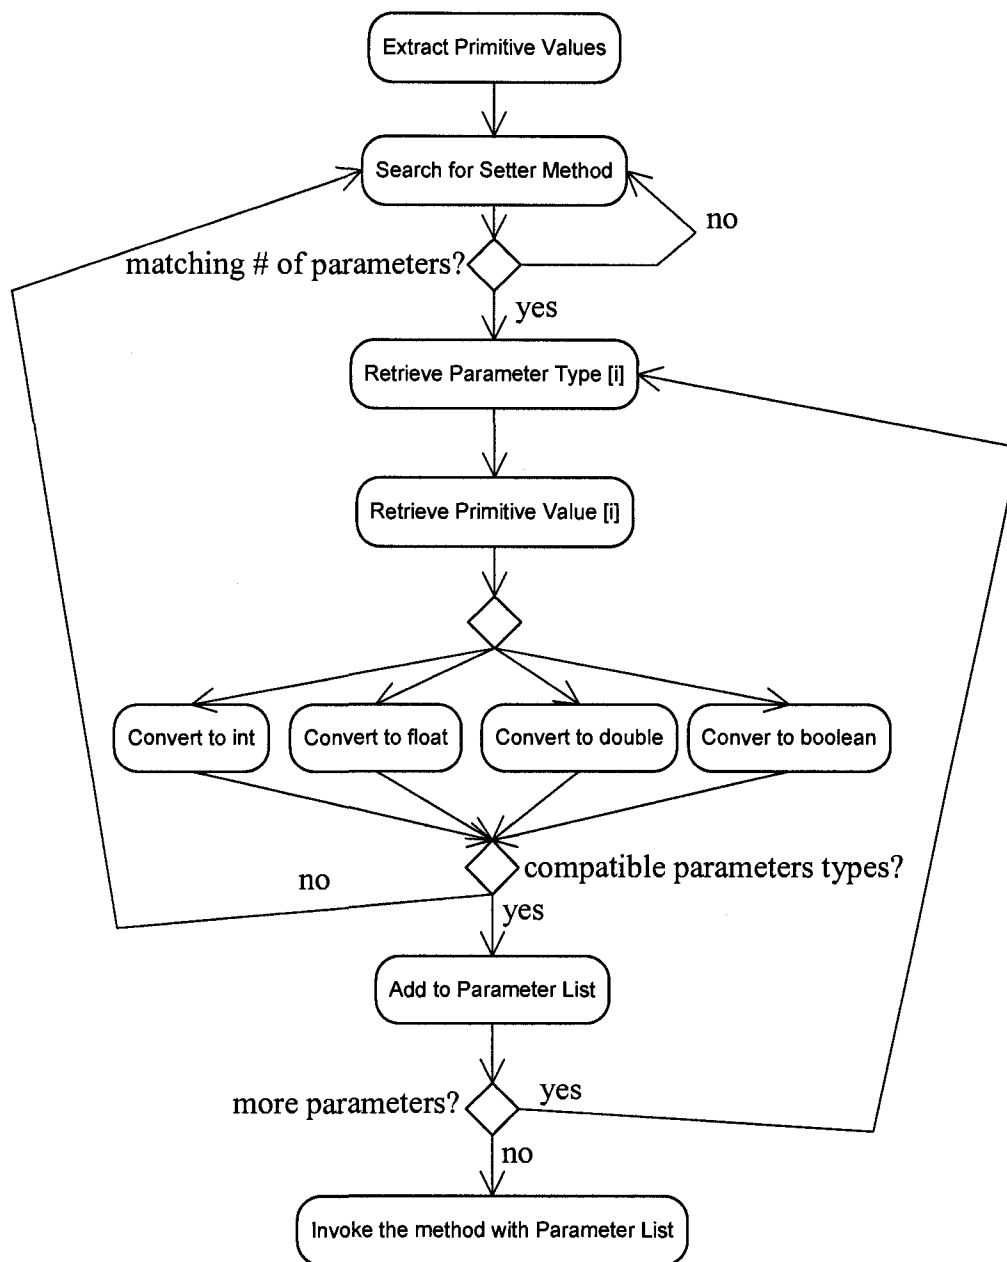 Extract Primitive Values
Search for Setter Method
no
matching # of parameters?
yes
Retrieve Parameter Type [i]
Retrieve Primitive Value [i]
Convert to int
Convert to float
Convert to double
Conver to boolean
compatible parameters types?
no
yes
Add to Parameter List
more parameters?
yes
no
Invoke the method with Parameter List